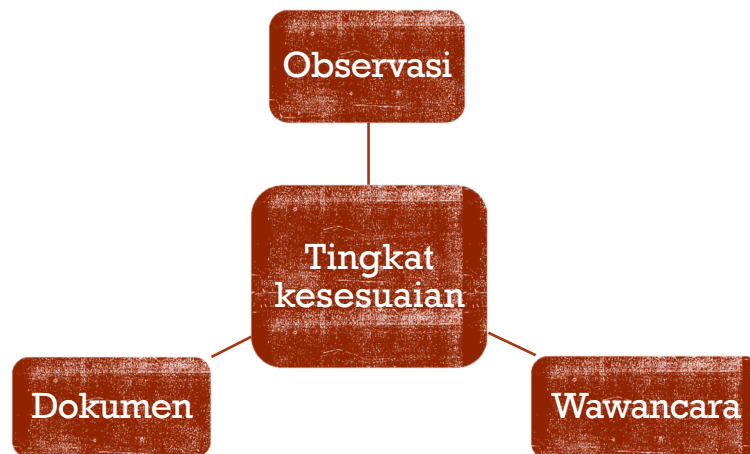 Observasi
Tingkat
kesesuaian
Dokumen
Wawancara